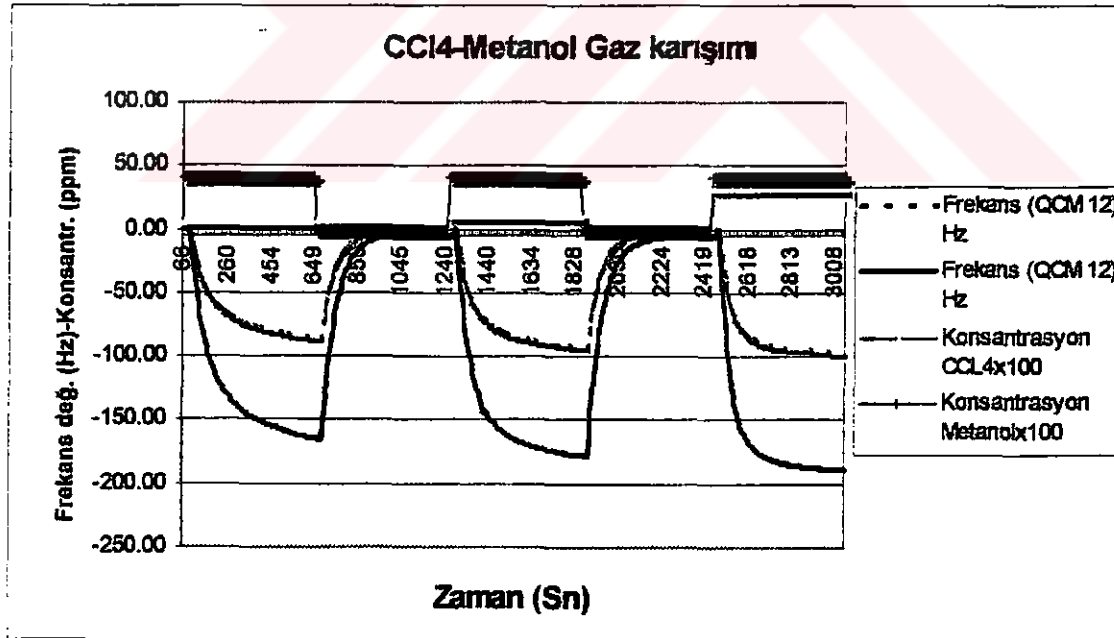 CCl4-Metanol Gaz karışımı
Frekans değ. (Hz)-Konsantr. (ppm)
100.00
50.00
0.00
-50.00
-100.00
-150.00
-200.00
-250.00
66
260
454
649
1045
1240
1440
1634
1828
2224
2419
2618
2813
3008
Zaman (Sn)
Frekans (QCM 12)
Hz
Frekans (QCM 12)
Hz
Konsantrasyon
CCL4x100
Konsantrasyon
Metanolx100